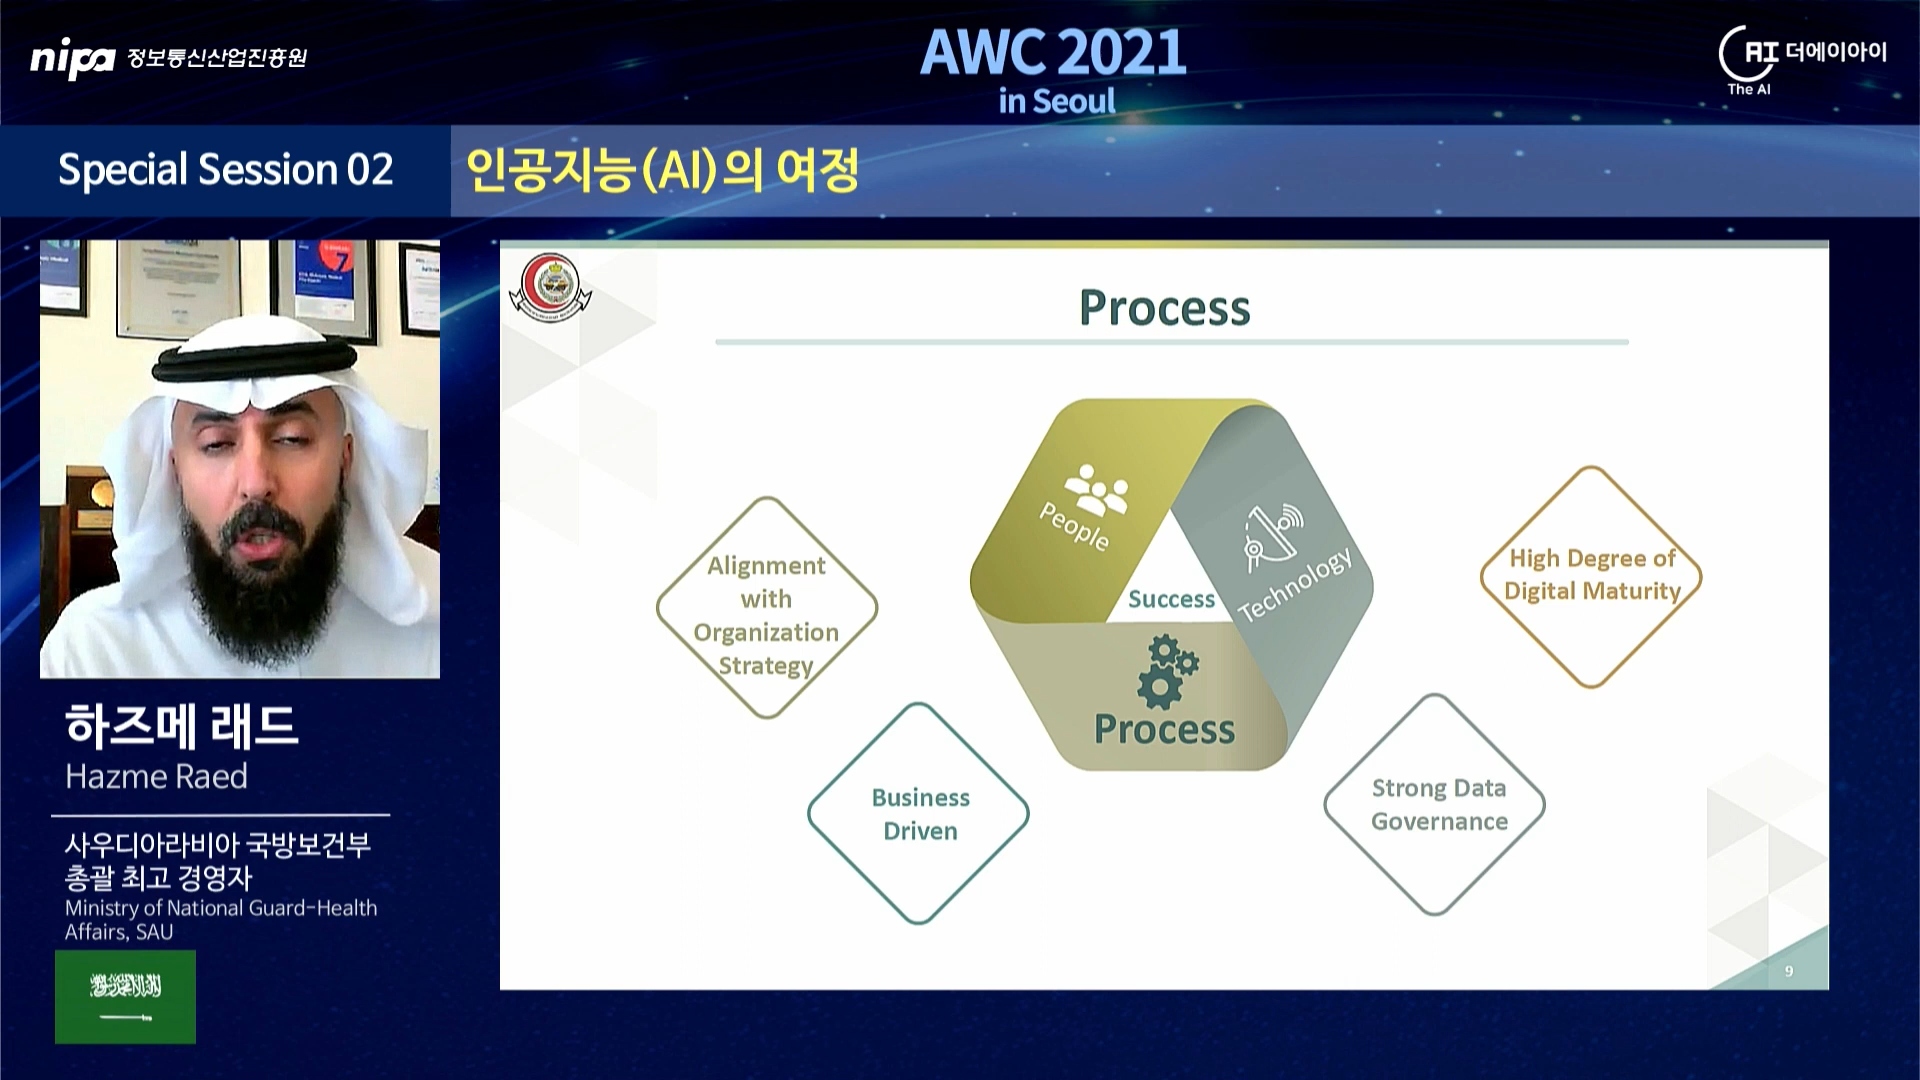 nipa 정보통신산업진흥원
AWC 2021
in Seoul
AI 더에이아이
The AI
Special Session 02
인공지능(AI)의 여정
7
하즈메 래드
Hazme Raed
사우디아라비아 국방보건부
총괄 최고 경영자
Ministry of National Guard-Health
Affairs, SAU
Process
People
Technology
Success
Process
Alignment
with
Organization
Strategy
Business
Driven
Strong Data
Governance
High Degree of
Digital Maturity
9